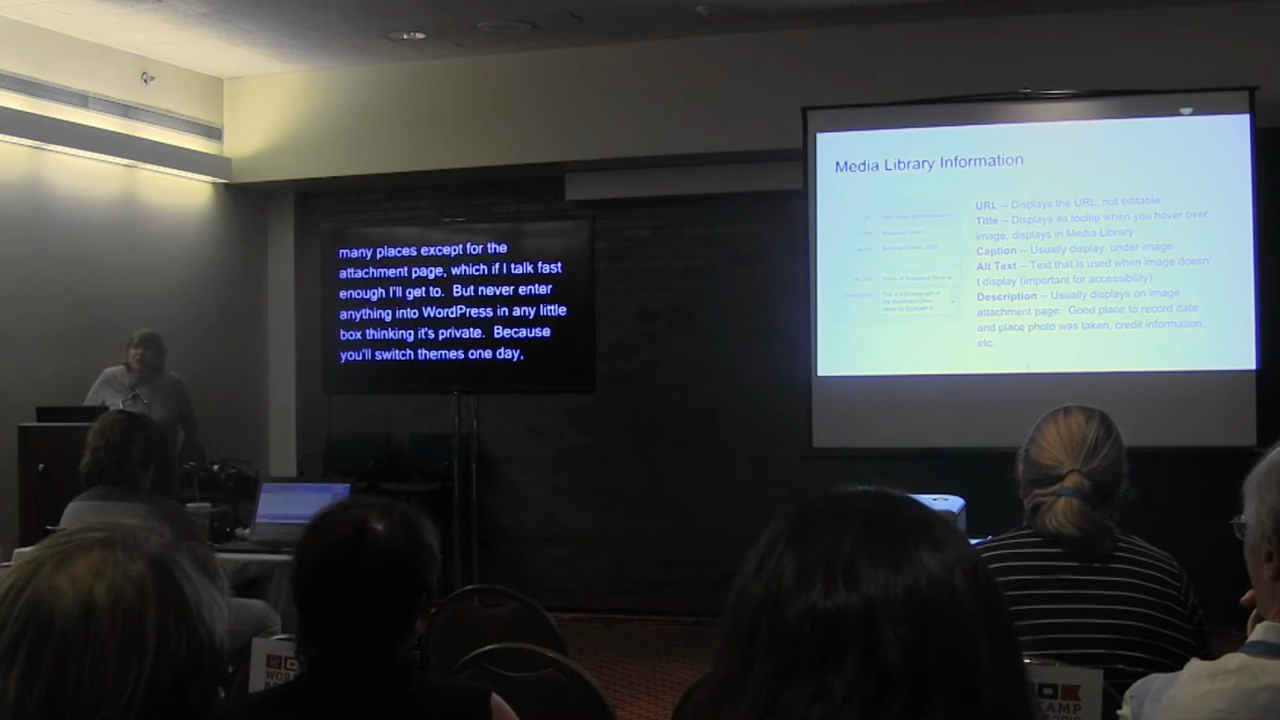 many places except for the
attachment page, which if I talk fast
enough I'll get to. But never enter
anything into WordPress in any little
box thinking it's private. Because
you'll switch themes one day,
Media Library Information
URL – Displays the URL, not editable
Title – Displays as tooltip when you hover over
image, displays in Media Library
Caption – Usually display under image
Alt Text – Text that is used when image doesn'
t display (important for accessibility)
Description – Usually displays on image
attachment page. Good place to record date
and place photo was taken, credit information,
etc.